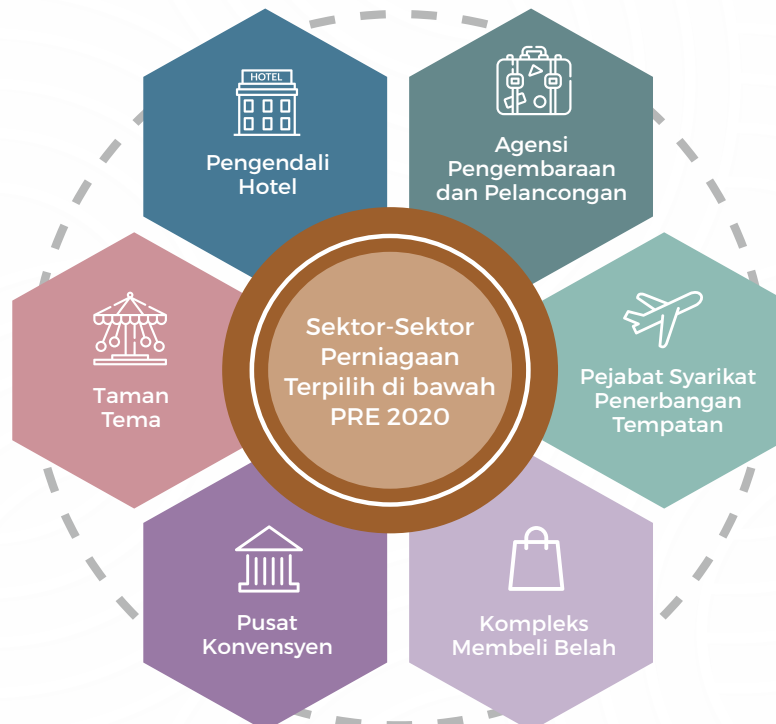 HOTEL
Pengendali
Hotel
Agensi
Pengembaraan
dan Pelancongan
Sektor-Sektor
Perniagaan
Terpilih di bawah
PRE 2020
Taman
Tema
Pejabat Syarikat
Penerbangan
Tempatan
Pusat
Konvensyen
Kompleks
Membeli Belah